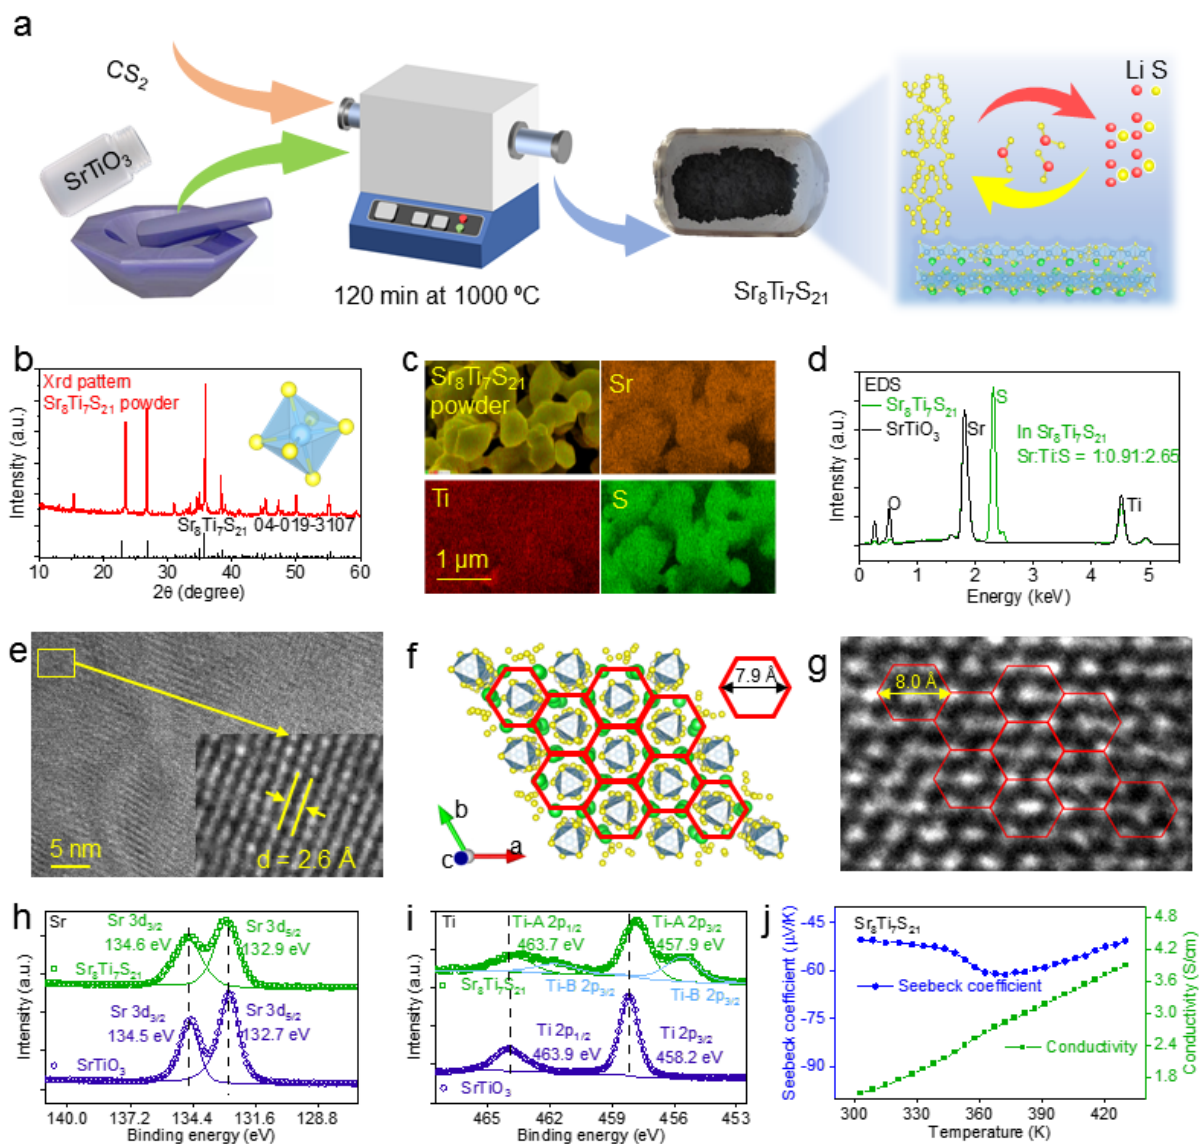 a
CS2
SrTiO3
120 min at 1000 ºC
Sr8Ti7S21
Li S
b
Xrd pattern
Sr8Ti7S21 powder
Sr8Ti7S21 04-019-3107
Intensity (a.u.)
10 20 30 40 50 60
2θ (degree)
c
Sr8Ti7S21
powder
Sr
Ti
1 µm
S
d
EDS
Sr8Ti7S21
SrTiO3
S
Sr
O
Ti
In Sr8Ti7S21
Sr:Ti:S = 1:0.91:2.65
Intensity (a.u.)
0 1 2 3 4 5
Energy (keV)
e
5 nm
d = 2.6 Å
f
7.9 Å
b
c
a
g
8.0 Å
h
Sr
Sr 3d3/2
134.6 eV
Sr 3d5/2
132.9 eV
Sr8Ti7S21
Sr 3d3/2
134.5 eV
Sr 3d5/2
132.7 eV
SrTiO3
Intensity (a.u.)
140.0 137.2 134.4 131.6 128.8
Binding energy (eV)
i
Ti
Ti-A 2p1/2
463.7 eV
Ti-A 2p3/2
457.9 eV
Ti-B 2p3/2
Ti-B 2p3/2
Sr8Ti7S21
Ti 2p1/2
463.9 eV
Ti 2p3/2
458.2 eV
SrTiO3
Intensity (a.u.)
465 462 459 456 453
Binding energy (eV)
j
Sr8Ti7S21
Seebeck coefficient
Conductivity
Seebeck coefficient (µV/K)
-45
-60
-75
-90
Conductivity (S/cm)
4.8
4.2
3.6
3.0
2.4
1.8
300 330 360 390 420
Temperature (K)